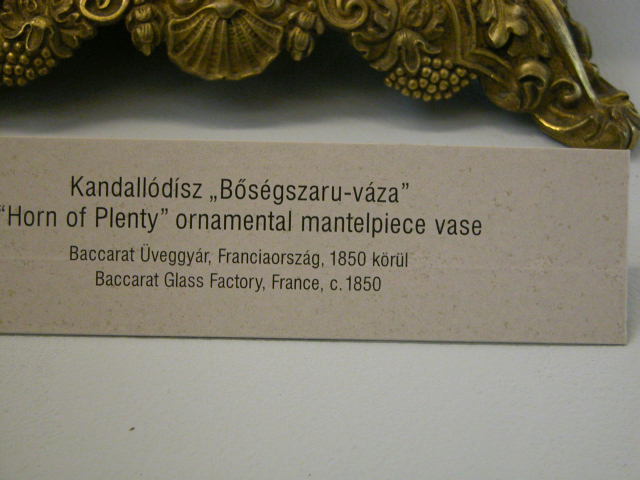 Kandallódísz „Bőségszaru-váza”
“Horn of Plenty” ornamental mantelpiece vase
Baccarat Üveggyár, Franciaország, 1850 körül
Baccarat Glass Factory, France, c. 1850